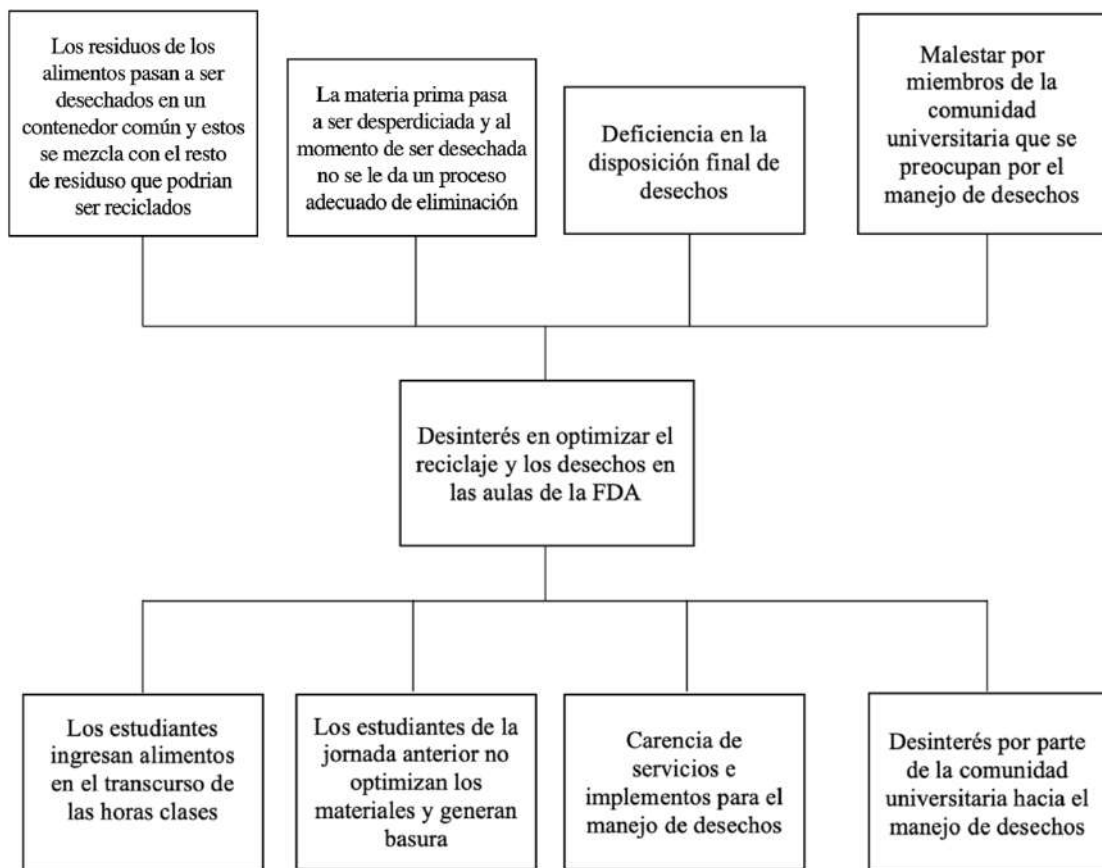 Los residuos de los
alimentos pasan a ser
desechados en un
contenedor común y estos
se mezcla con el resto
de residuso que podrian
ser reciclados
La materia prima pasa
a ser desperdiciada y al
momento de ser desechada
no se le da un proceso
adecuado de eliminación
Deficiencia en la
disposición final de
desechos
Malestar por
miembros de la
comunidad
universitaria que se
preocupan por el
manejo de desechos
Desinterés en optimizar el
reciclaje y los desechos en
las aulas de la FDA
Los estudiantes
ingresan alimentos
en el transcurso de
las horas clases
Los estudiantes de la
jornada anterior no
optimizan los
materiales y generan
basura
Carencia de
servicios e
implementos para el
manejo de desechos
Desinterés por parte
de la comunidad
universitaria hacia el
manejo de desechos